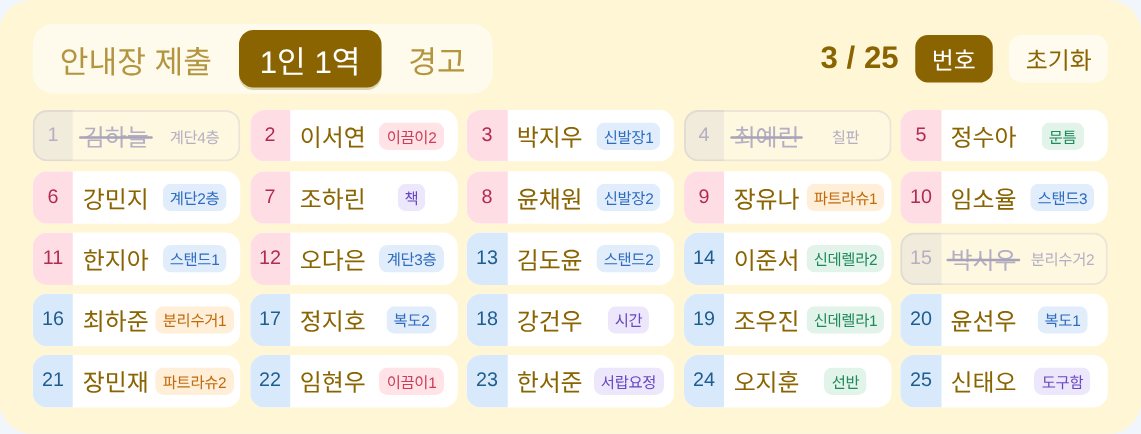 안내장 제출 1인 1역 경고 3 / 25 번호 초기화
1 김하늘 계단4층 2 이서연 이끔이2 3 박지우 신발장1 4 최예린 칠판 5 정수아 문틈
6 강민지 계단2층 7 조하린 책 8 윤채원 신발장2 9 장유나 파트라슈1 10 임소율 스탠드3
11 한지아 스탠드1 12 오다은 계단3층 13 김도윤 스탠드2 14 이준서 신데렐라2 15 박시우 분리수거2
16 최하준 분리수거1 17 정지호 복도2 18 강건우 시간 19 조우진 신데렐라1 20 윤선우 복도1
21 장민재 파트라슈2 22 임현우 이끔이1 23 한서준 서랍요정 24 오지훈 선반 25 신태오 도구함